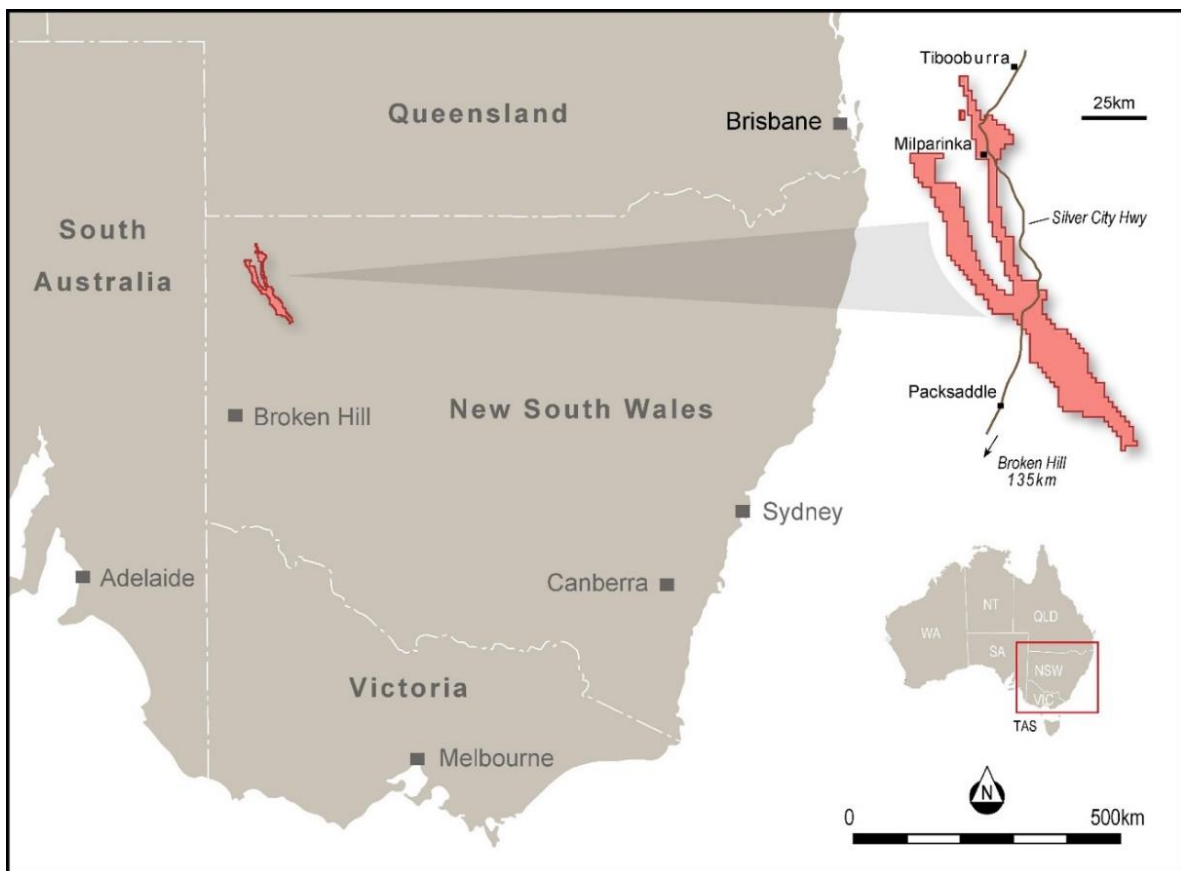 Queensland
Brisbane
South
Australia
Broken Hill
New South Wales
Sydney
Adelaide
Canberra
Victoria
Melbourne
Tibooburra
25km
Milparinka
Silver City Hwy
Packsaddle
Broken Hill
135km
NT
QLD
WA
SA
NSW
VIC
TAS
N
0
500km